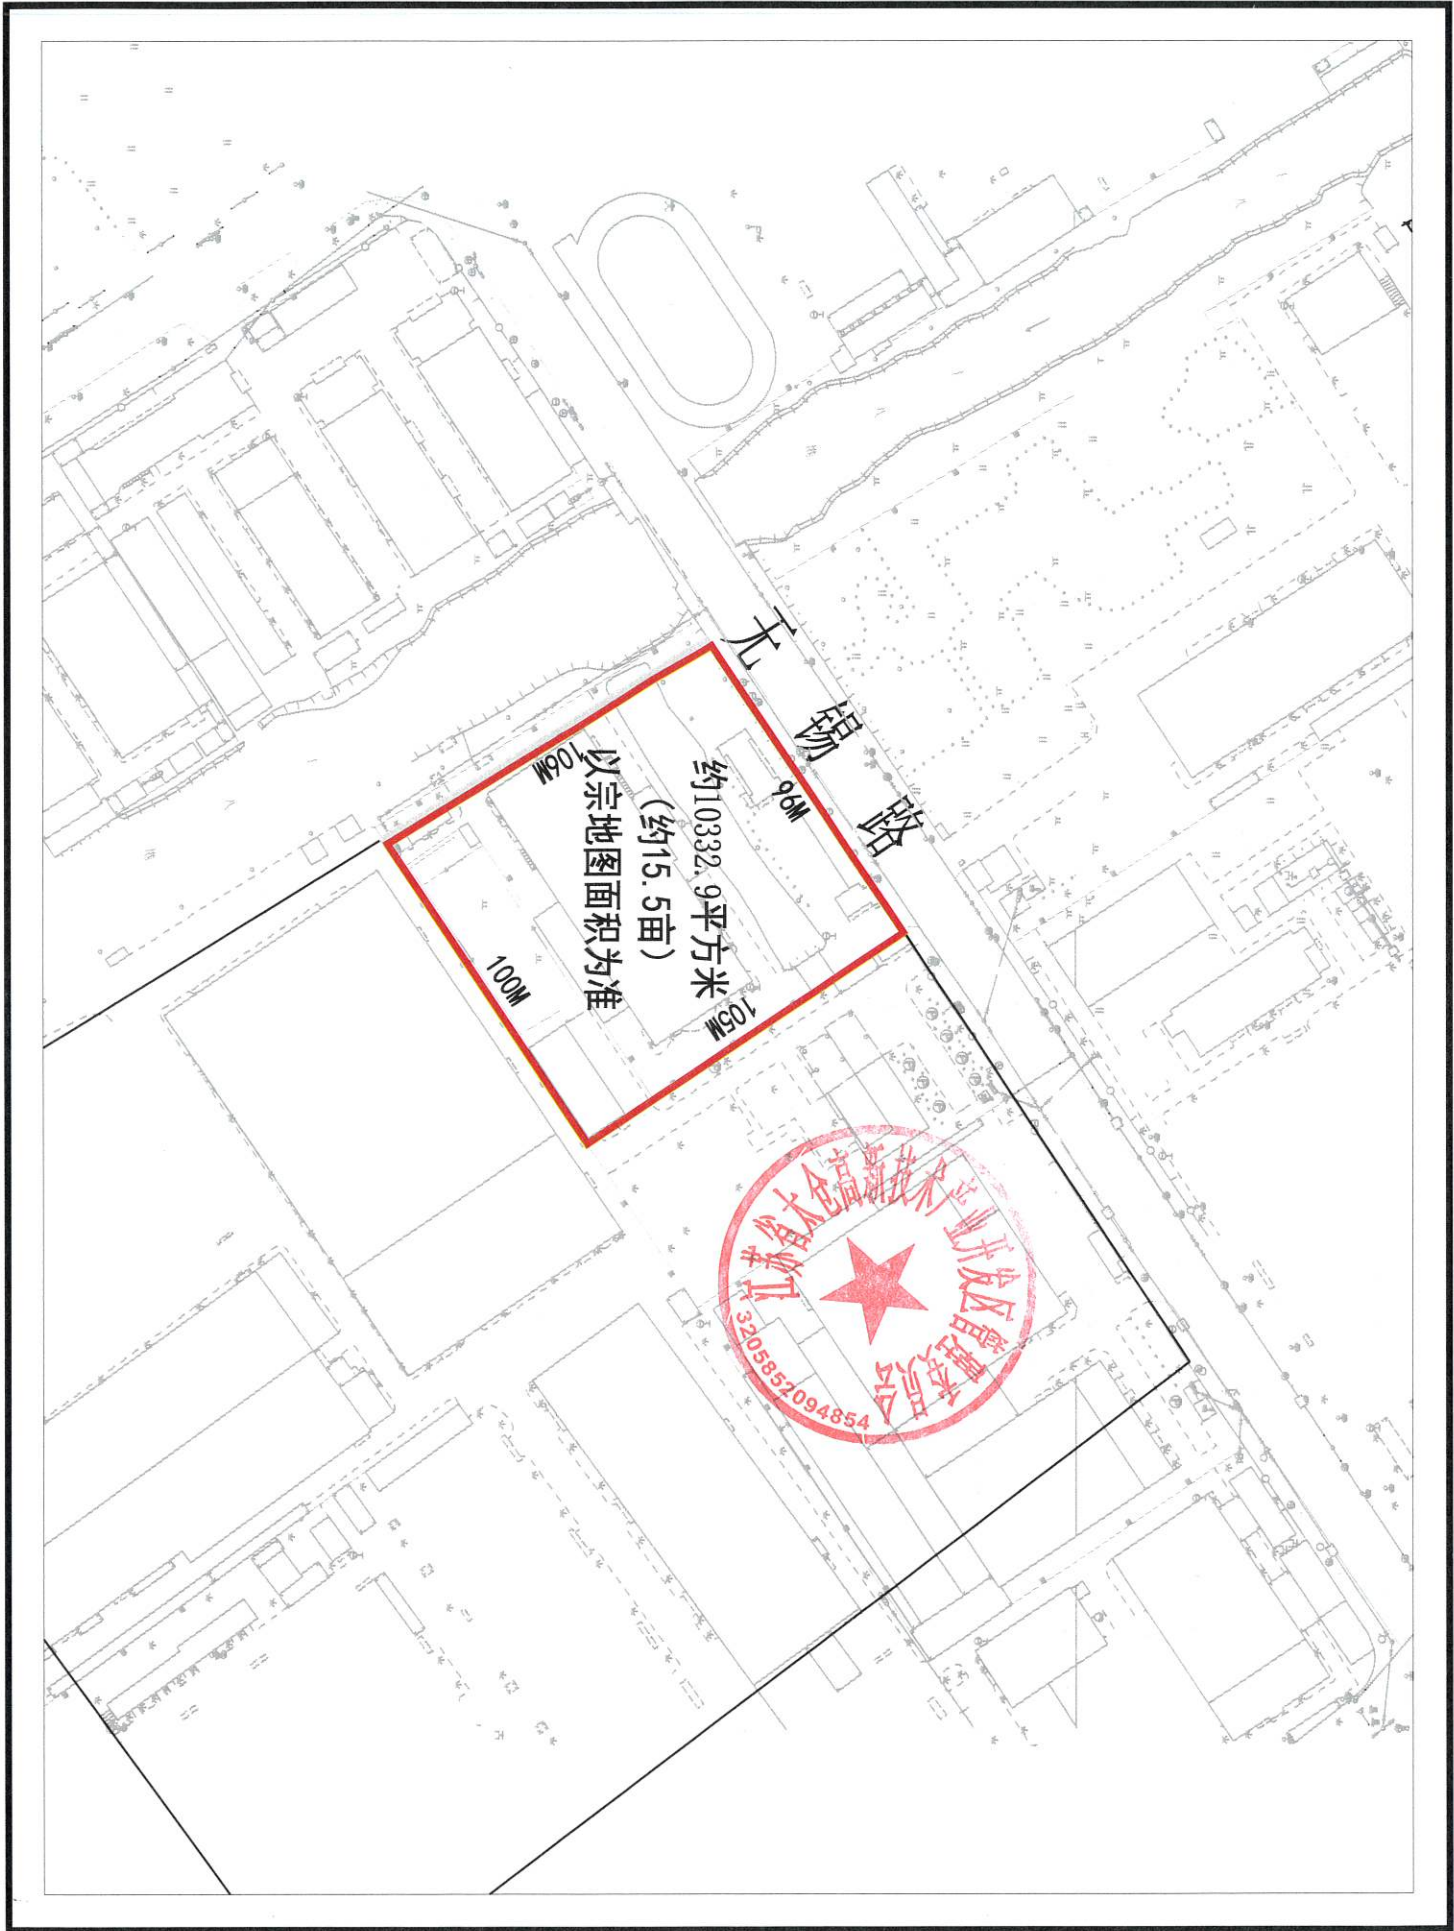 无锡路
96M
约10332.9平方米
（约15.5亩）
以宗地图面积为准
106M
105M
100M
江苏省太仓高新技术产业开发区管理委员会
3205852094854